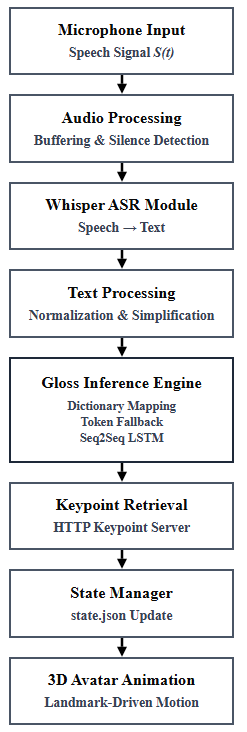 Microphone Input
Speech Signal S(t)
Audio Processing
Buffering & Silence Detection
Whisper ASR Module
Speech → Text
Text Processing
Normalization & Simplification
Gloss Inference Engine
Dictionary Mapping
Token Fallback
Seq2Seq LSTM
Keypoint Retrieval
HTTP Keypoint Server
State Manager
state.json Update
3D Avatar Animation
Landmark-Driven Motion